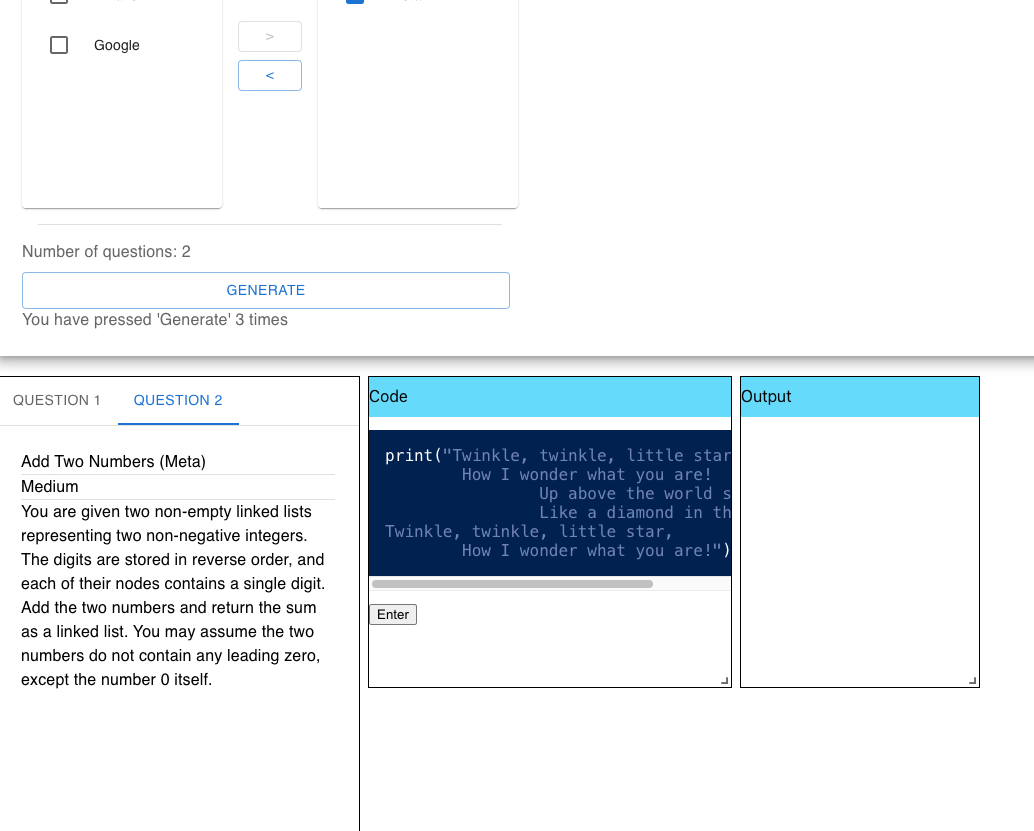 Google
>
<
Number of questions: 2
GENERATE
You have pressed 'Generate' 3 times
QUESTION 1
QUESTION 2
Add Two Numbers (Meta)
Medium
You are given two non-empty linked lists
representing two non-negative integers.
The digits are stored in reverse order, and
each of their nodes contains a single digit.
Add the two numbers and return the sum
as a linked list. You may assume the two
numbers do not contain any leading zero,
except the number 0 itself.
Code
print("Twinkle, twinkle, little star
How I wonder what you are!
Up above the world s
Like a diamond in th
Twinkle, twinkle, little star,
How I wonder what you are!")
Enter
Output